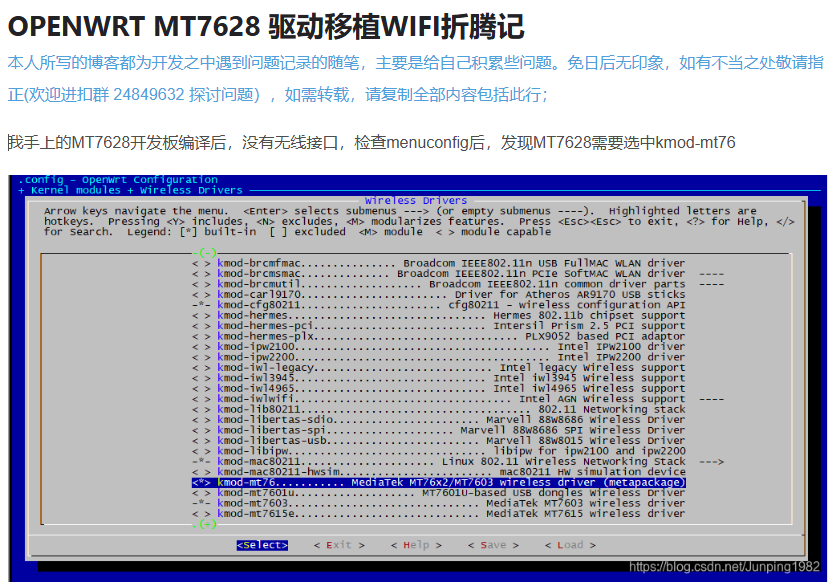 OPENWRT MT7628 驱动移植WIFI折腾记
本人所写的博客都为开发之中遇到问题记录的随笔，主要是给自己积累些问题。免日后无印象，如有不当之处敬请指
正(欢迎进扣群 24849632 探讨问题），如需转载，请复制全部内容包括此行；
我手上的MT7628开发板编译后，没有无线接口，检查menuconfig后，发现MT7628需要选中kmod-mt76
.config - OpenWrt Configuration
+ Kernel modules + Wireless Drivers
Wireless Drivers
Arrow keys navigate the menu.  <Enter> selects submenus ---> (or empty submenus ----).  Highlighted letters are
hotkeys.  Pressing <Y> includes, <N> excludes, <M> modularizes features.  Press <Esc><Esc> to exit, <?> for Help, </>
for Search.  Legend: [*] built-in  [ ] excluded  <M> module  < > module capable
(-)
< > kmod-brcmfmac............... Broadcom IEEE802.11n USB FullMAC WLAN driver
< > kmod-brcmsmac.............. Broadcom IEEE802.11n PCIe SoftMAC WLAN driver  ----
< > kmod-brcmutil................... Broadcom IEEE802.11n common driver parts  ----
< > kmod-carl9170....................... Driver for Atheros AR9170 USB sticks
-*- kmod-cfg80211....................... cfg80211 - wireless configuration API
< > kmod-hermes............................... Hermes 802.11b chipset support
< > kmod-hermes-pci........................... Intersil Prism 2.5 PCI support
< > kmod-hermes-plx................................ PLX9052 based PCI adaptor
< > kmod-ipw2100........................................ Intel IPW2100 driver
< > kmod-ipw2200........................................ Intel IPW2200 driver
< > kmod-iwl-legacy............................. Intel legacy Wireless support
< > kmod-iwl3945.............................. Intel iwl3945 Wireless support
< > kmod-iwl4965.............................. Intel iwl4965 Wireless support
< > kmod-iwlwifi.................................. Intel AGN Wireless support  ----
< > kmod-lib80211.................................... 802.11 Networking stack
< > kmod-libertas-sdio....................... Marvell 88W8686 Wireless Driver
< > kmod-libertas-spi.................... Marvell 88W8686 SPI Wireless Driver
< > kmod-libertas-usb........................ Marvell 88W8015 Wireless Driver
< > kmod-libipw................................ libipw for ipw2100 and ipw2200
-*- kmod-mac80211...................... Linux 802.11 Wireless Networking Stack  --->
< > kmod-mac80211-hwsim........................ mac80211 HW simulation device
<*> kmod-mt76........... MediaTek MT76x2/MT7603 wireless driver (metapackage)
< > kmod-mt7601u.................... MT7601U-based USB dongles Wireless Driver
-*- kmod-mt7603............................... MediaTek MT7603 wireless driver
< > kmod-mt7615e.............................. MediaTek MT7615 wireless driver
(+)
<Select>    < Exit >    < Help >    < Save >    < Load >
https://blog.csdn.net/Junping1982